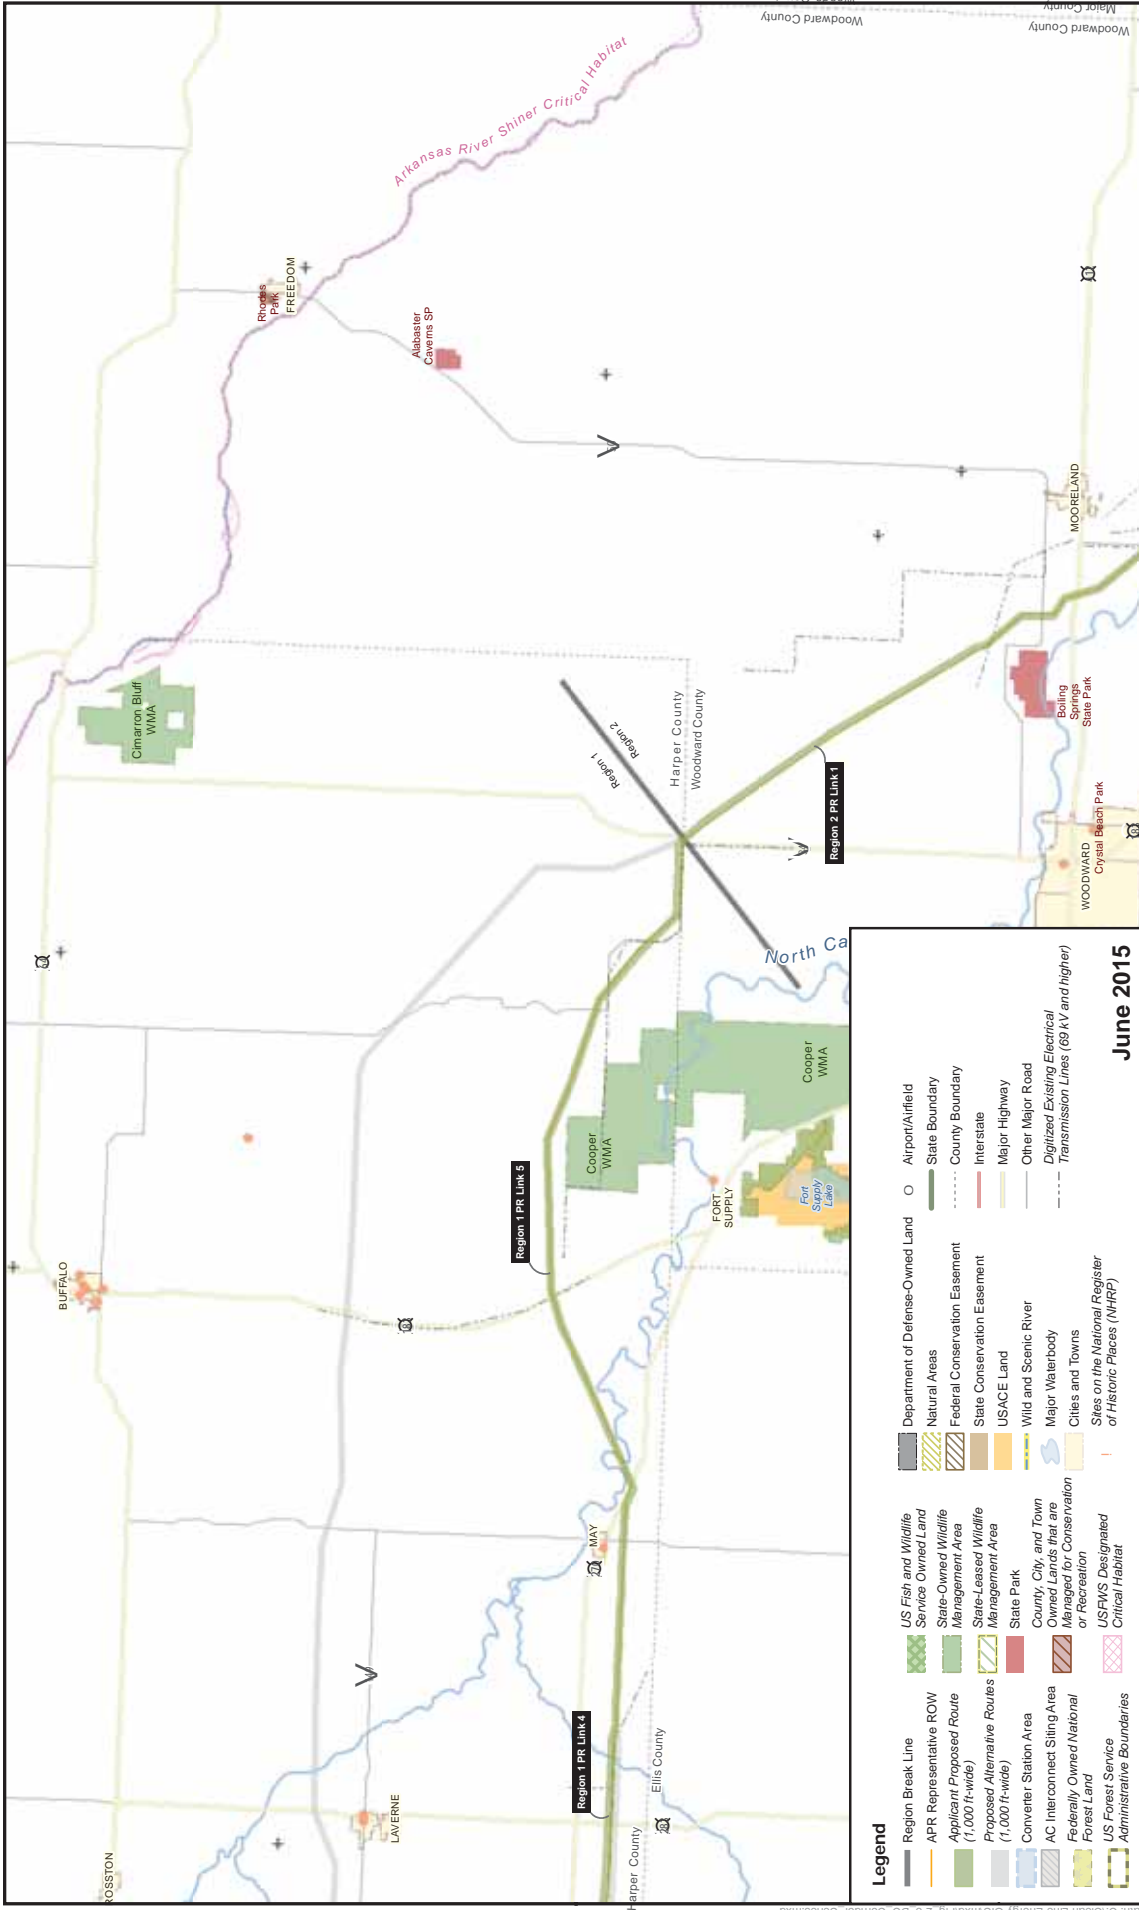 Woodward County
Major County
Woodward County
Arkansas River Shiner Critical Habitat
Rhodes
Park
FREEDOM
Alabaster
Caverns SP
MOORELAND
Cimarron Bluff
WMA
Region 1
Region 2
Harper County
Woodward County
Boiling
Springs
State Park
Region 2 PR Link 1
WOODWARD
Crystal Beach Park
North Ca
Cooper
WMA
Cooper
WMA
Region 1 PR Link 5
FORT
SUPPLY
Fort
Supply
Lake
BUFFALO
MAY
Region 1 PR Link 4
Ellis County
Harper County
LAVERNE
ROSSTON
Legend
Region Break Line
APR Representative ROW
Applicant Proposed Route
(1,000 ft-wide)
Proposed Alternative Routes
(1,000 ft-wide)
Converter Station Area
AC Interconnect Siting Area
Federally Owned National
Forest Land
US Forest Service
Administrative Boundaries
US Fish and Wildlife
Service Owned Land
State-Owned Wildlife
Management Area
State-Leased Wildlife
Management Area
State Park
County, City, and Town
Owned Lands that are
Managed for Conservation
or Recreation
USFWS Designated
Critical Habitat
Department of Defense-Owned Land
Natural Areas
Federal Conservation Easement
State Conservation Easement
USACE Land
Wild and Scenic River
Major Waterbody
Cities and Towns
Sites on the National Register
of Historic Places (NHRP)
Airport/Airfield
State Boundary
County Boundary
Interstate
Major Highway
Other Major Road
Digitized Existing Electrical
Transmission Lines (69 kV and higher)
June 2015